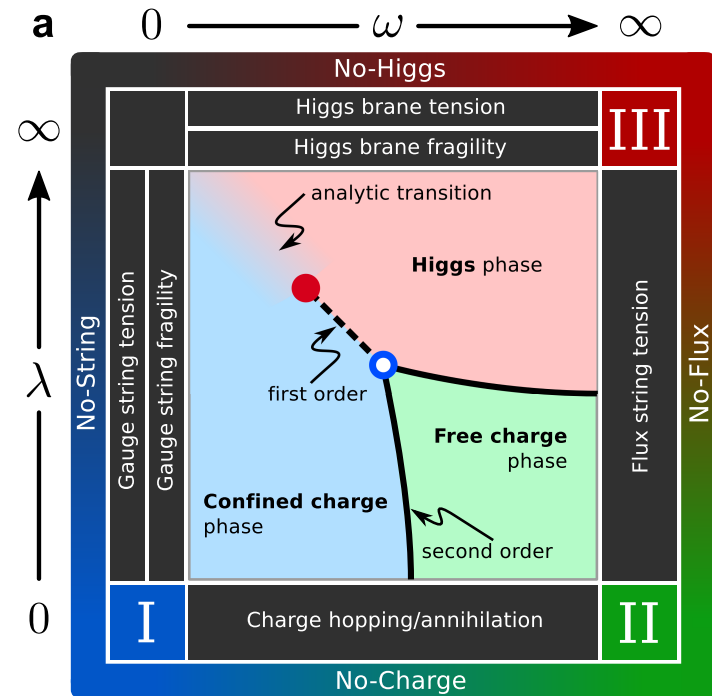 a
0
ω
∞
No-Higgs
∞
Higgs brane tension
Higgs brane fragility
III
analytic transition
Higgs phase
No-String
Gauge string tension
Gauge string fragility
Flux string tension
No-Flux
λ
first order
Free charge
phase
Confined charge
phase
second order
0
I
Charge hopping/annihilation
II
No-Charge